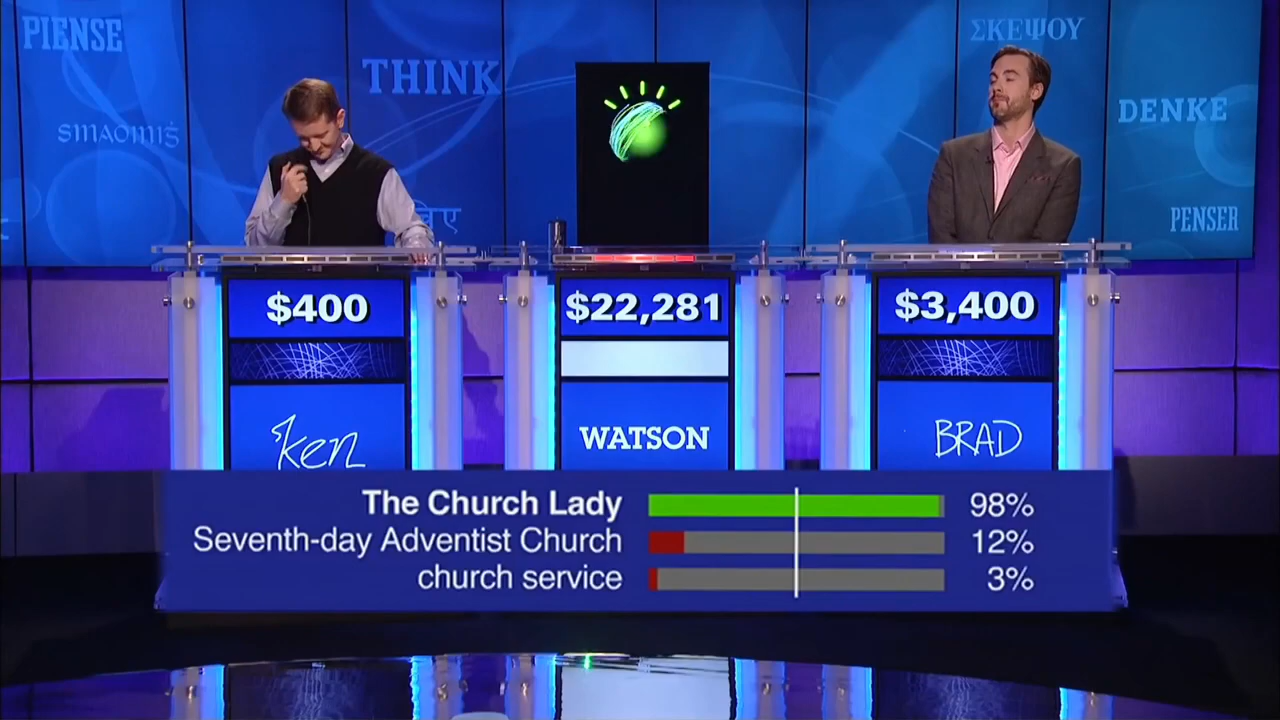 PIENSE
THINK
ΣΚΕΨΟΥ
DENKE
SMAOINIGH
PENSER
$400
$22,281
$3,400
Ken
WATSON
BRAD
The Church Lady 98%
Seventh-day Adventist Church 12%
church service 3%